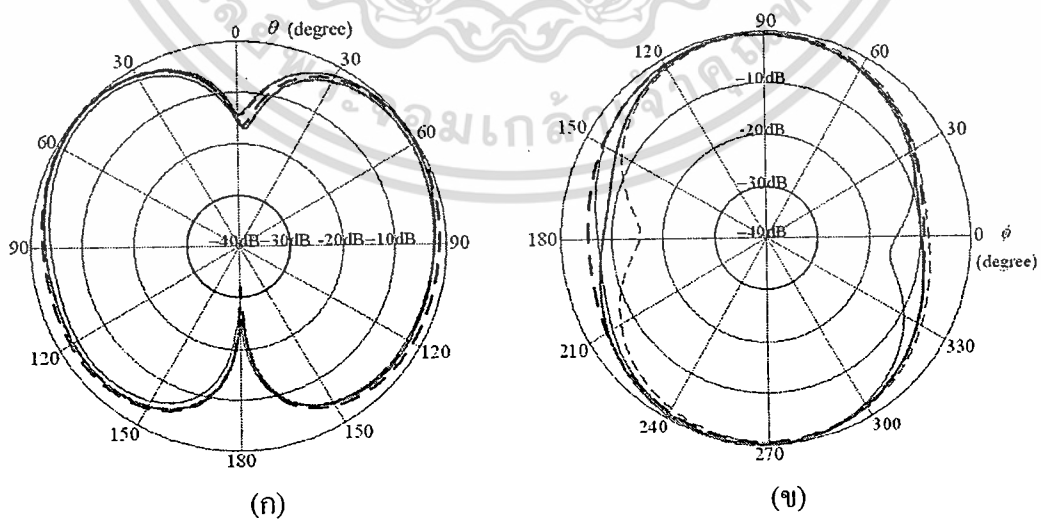 0 θ (degree)
30 30
60 60
90 90
-40dB -30dB -20dB -10dB
120 120
150 150
180
(ก)
90
120 60
-10dB
150 30
-20dB
-30dB
180 -40dB 0 ϕ
(degree)
210 330
240 300
270
(ข)